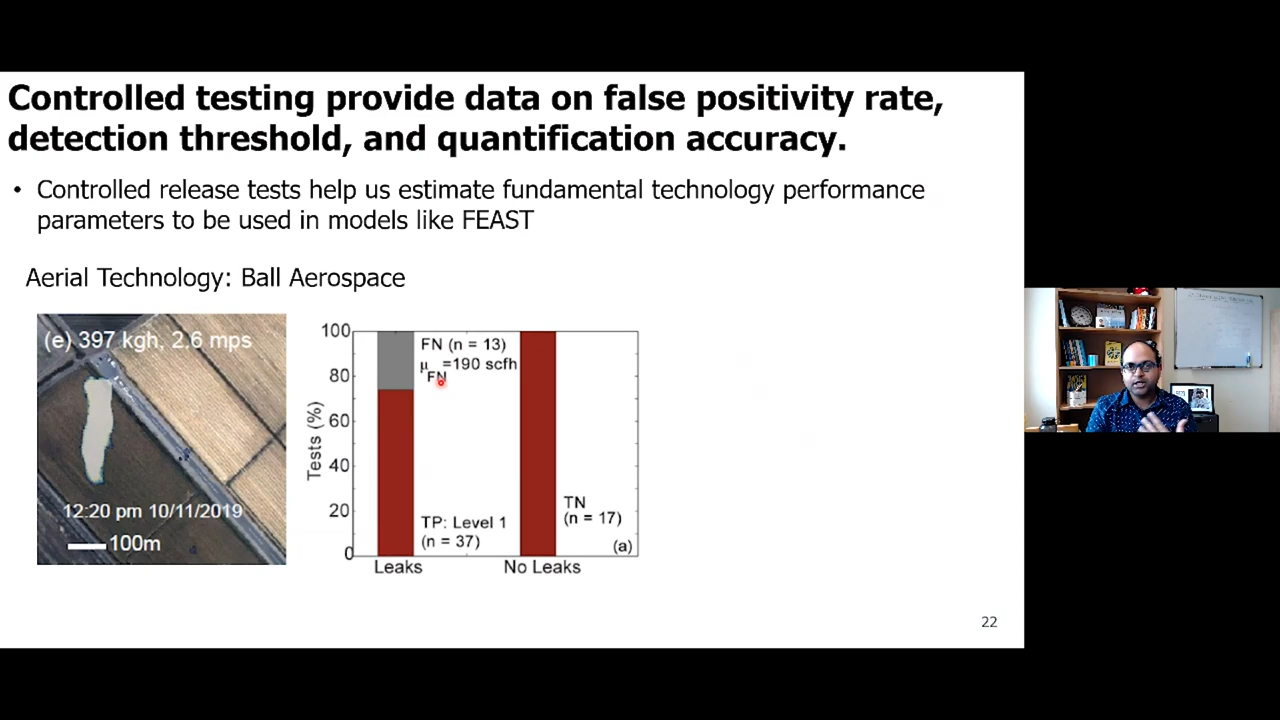 Controlled testing provide data on false positivity rate,
detection threshold, and quantification accuracy.
• Controlled release tests help us estimate fundamental technology performance
parameters to be used in models like FEAST
Aerial Technology: Ball Aerospace
(e) 397 kgh, 2.6 mps
12:20 pm 10/11/2019
100m
Tests (%)
100
80
60
40
20
0
FN (n = 13)
μFN=190 scfh
TP: Level 1
(n = 37)
TN
(n = 17)
(a)
Leaks
No Leaks
22